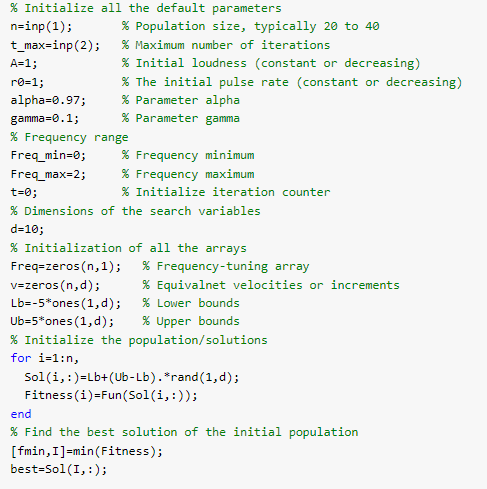 % Initialize all the default parameters
n=inp(1);       % Population size, typically 20 to 40
t_max=inp(2);   % Maximum number of iterations
A=1;            % Initial loudness (constant or decreasing)
r0=1;           % The initial pulse rate (constant or decreasing)
alpha=0.97;     % Parameter alpha
gamma=0.1;      % Parameter gamma
% Frequency range
Freq_min=0;     % Frequency minimum
Freq_max=2;     % Frequency maximum
t=0;            % Initialize iteration counter
% Dimensions of the search variables
d=10;
% Initialization of all the arrays
Freq=zeros(n,1);   % Frequency-tuning array
v=zeros(n,d);      % Equivalnet velocities or increments
Lb=-5*ones(1,d);   % Lower bounds
Ub=5*ones(1,d);    % Upper bounds
% Initialize the population/solutions
for i=1:n,
  Sol(i,:)=Lb+(Ub-Lb).*rand(1,d);
  Fitness(i)=Fun(Sol(i,:));
end
% Find the best solution of the initial population
[fmin,I]=min(Fitness);
best=Sol(I,:);